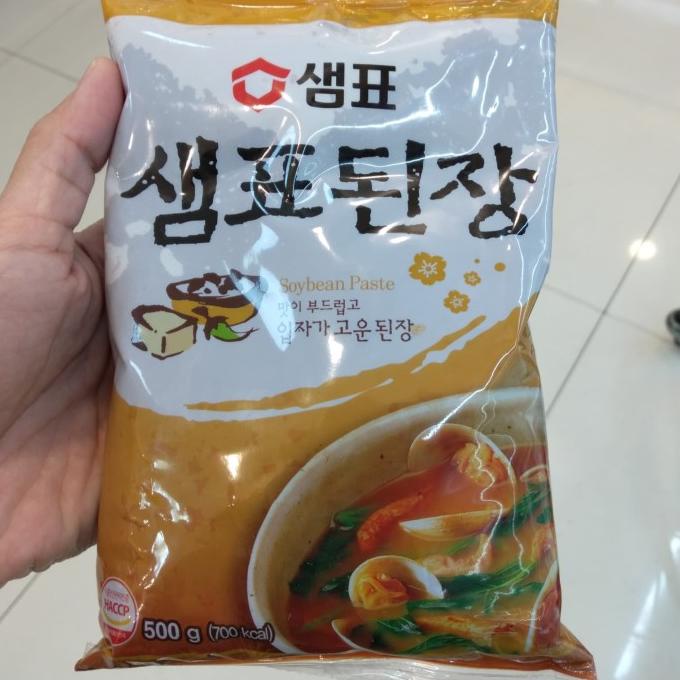 샘표
샘표된장
Soybean Paste
맛이 부드럽고
입자가 고운된장
HACCP
500 g (700 kcal)